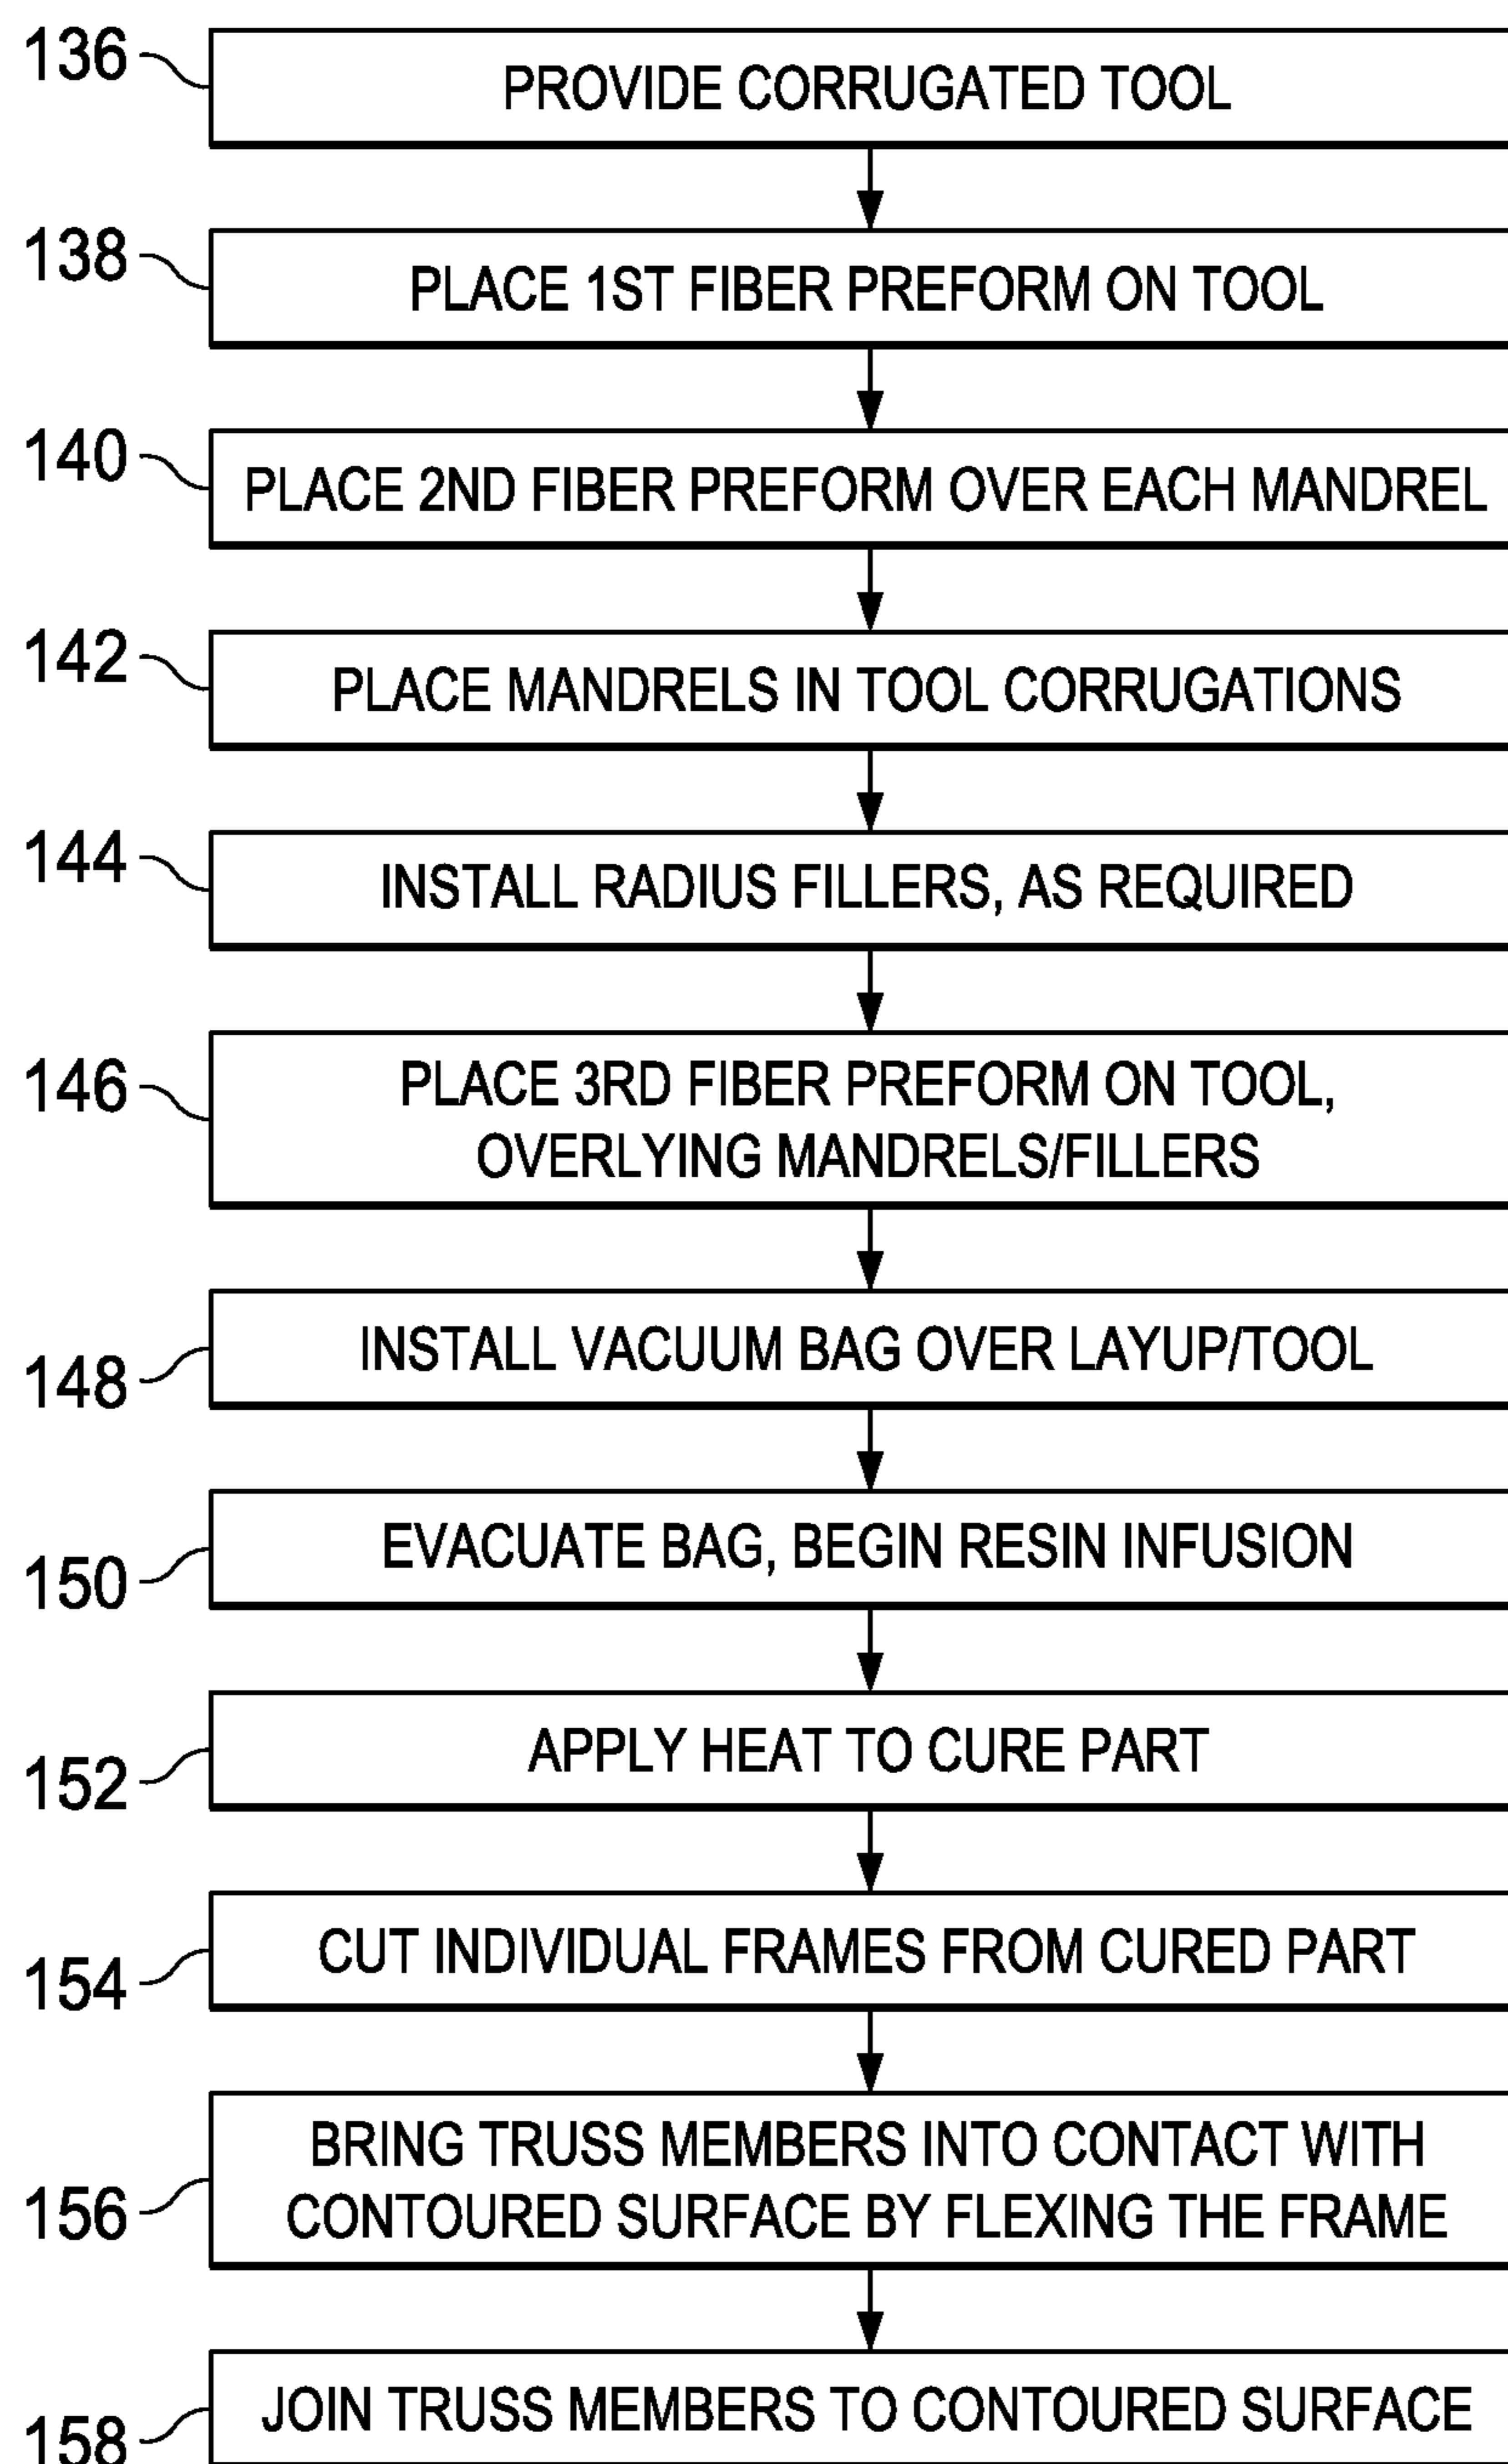 136
PROVIDE CORRUGATED TOOL
138
PLACE 1ST FIBER PREFORM ON TOOL
140
PLACE 2ND FIBER PREFORM OVER EACH MANDREL
142
PLACE MANDRELS IN TOOL CORRUGATIONS
144
INSTALL RADIUS FILLERS, AS REQUIRED
146
PLACE 3RD FIBER PREFORM ON TOOL,
OVERLYING MANDRELS/FILLERS
148
INSTALL VACUUM BAG OVER LAYUP/TOOL
150
EVACUATE BAG, BEGIN RESIN INFUSION
152
APPLY HEAT TO CURE PART
154
CUT INDIVIDUAL FRAMES FROM CURED PART
156
BRING TRUSS MEMBERS INTO CONTACT WITH
CONTOURED SURFACE BY FLEXING THE FRAME
158
JOIN TRUSS MEMBERS TO CONTOURED SURFACE